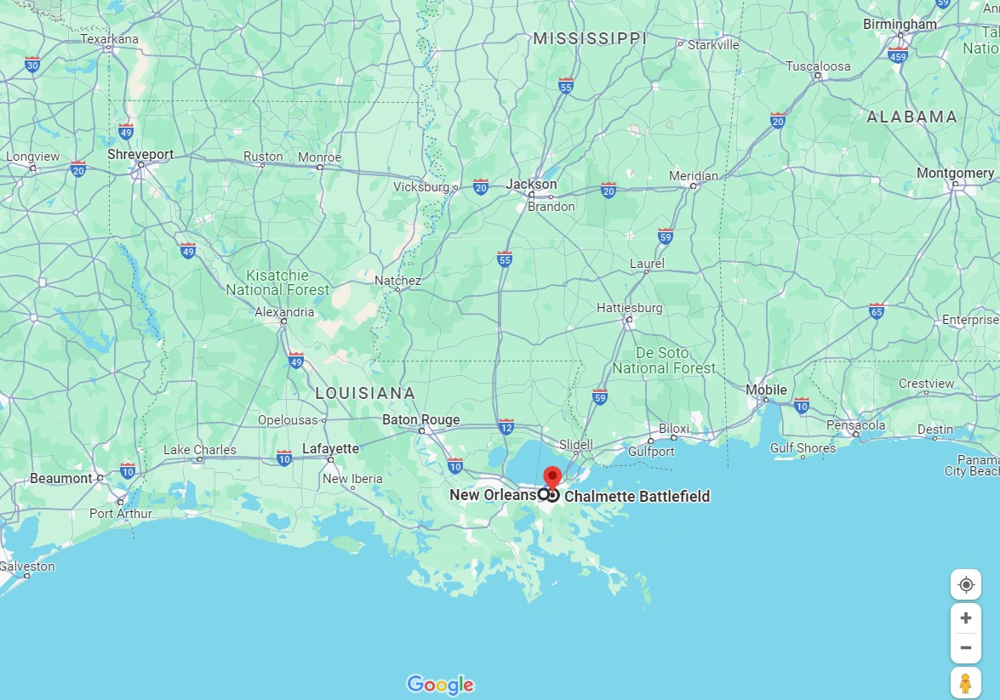 59
An
Birmingham
MISSISSIPPI
Texarkana
Starkville
Tal
Natio
459
30
Tuscaloosa
55
ALABAMA
20
49
Longview
Shreveport
Ruston
Monroe
20
Montgomery
Meridian
Vicksburg
20
Jackson
20
Brandon
59
49
55
Laurel
Kisatchie
National Forest
Natchez
Alexandria
Hattiesburg
65
Enterprise
De Soto
National Forest
49
LOUISIANA
59
Mobile
10
Crestview
Opelousas
Baton Rouge
12
Biloxi
Pensacola
Destin
Slidell
Gulfport
Gulf Shores
Lake Charles
10
Lafayette
10
Panama
City Beach
10
Beaumont
New Iberia
New Orleans
Chalmette Battlefield
Port Arthur
Galveston
Google